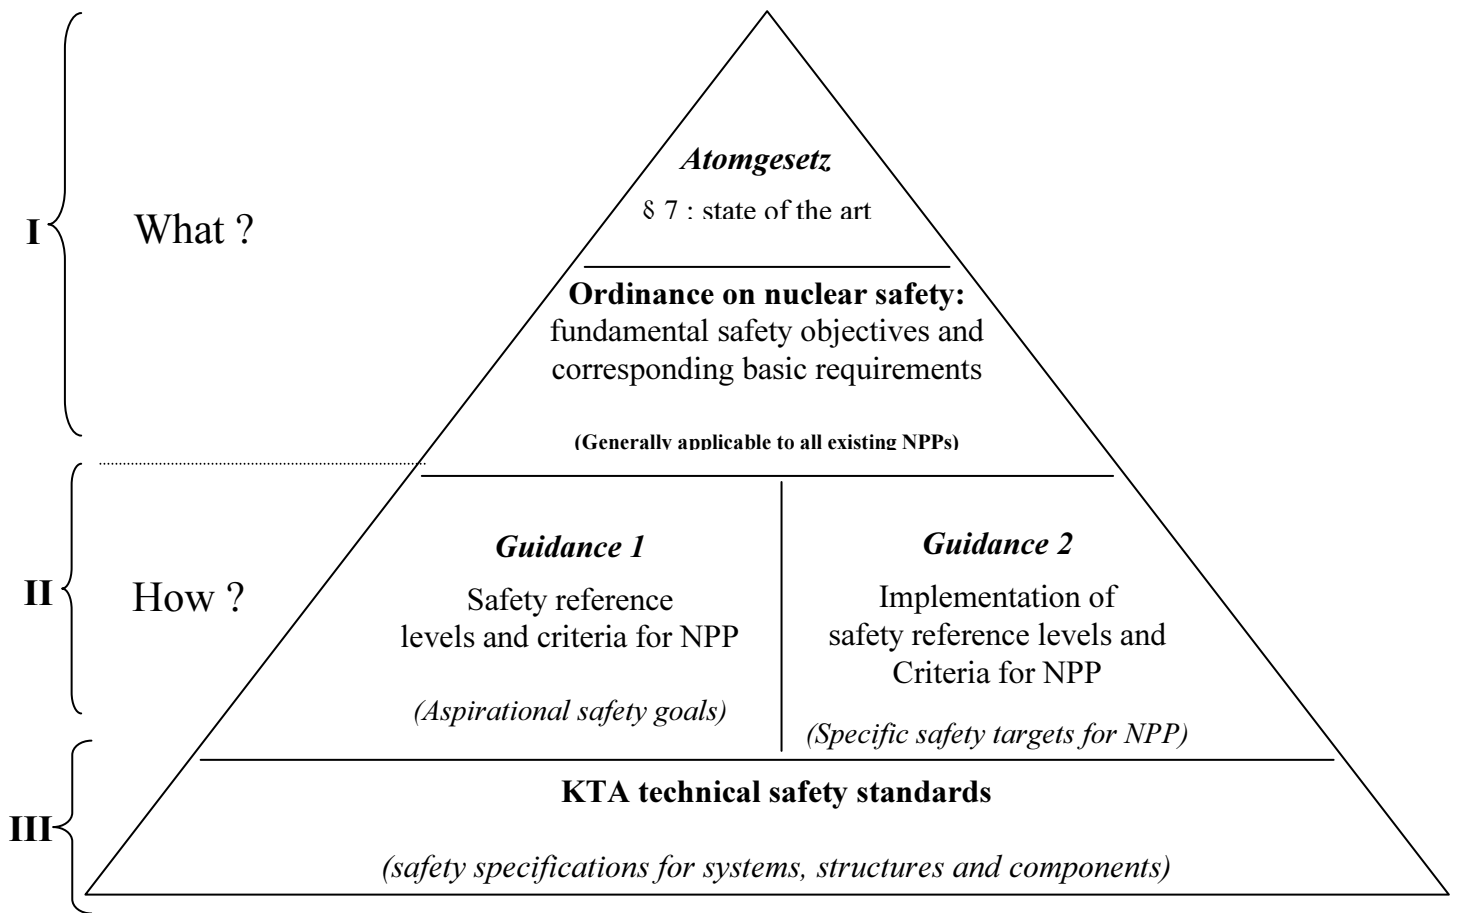 Atomgesetz
§ 7 : state of the art
I
What ?
Ordinance on nuclear safety:
fundamental safety objectives and
corresponding basic requirements
(Generally applicable to all existing NPPs)
II
How ?
Guidance 1
Safety reference
levels and criteria for NPP
(Aspirational safety goals)
Guidance 2
Implementation of
safety reference levels and
Criteria for NPP
(Specific safety targets for NPP)
III
KTA technical safety standards
(safety specifications for systems, structures and components)